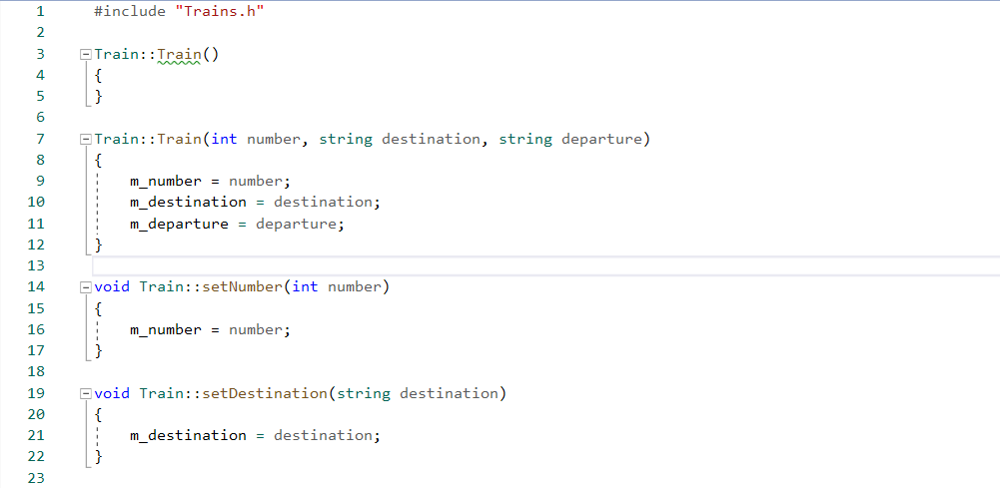 1 #include "Trains.h"
2
3 Train::Train()
4 {
5 }
6
7 Train::Train(int number, string destination, string departure)
8 {
9 m_number = number;
10 m_destination = destination;
11 m_departure = departure;
12 }
13
14 void Train::setNumber(int number)
15 {
16 m_number = number;
17 }
18
19 void Train::setDestination(string destination)
20 {
21 m_destination = destination;
22 }
23